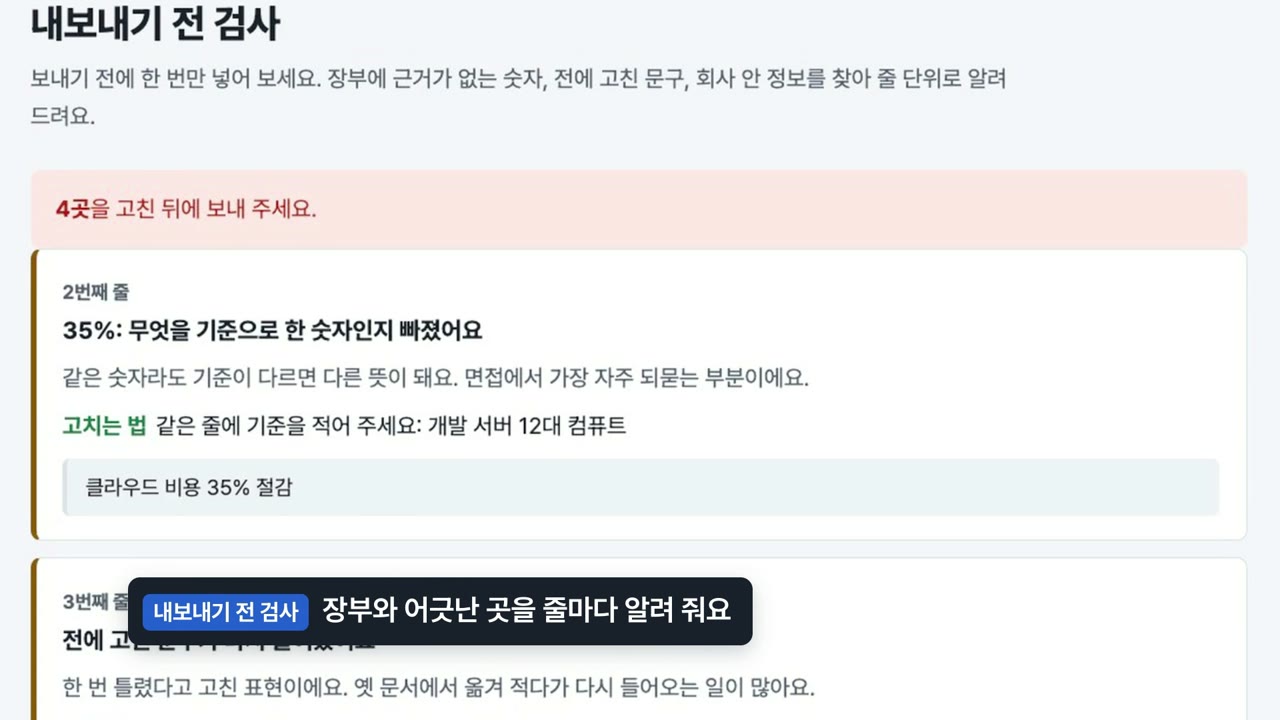 내보내기 전 검사
보내기 전에 한 번만 넣어 보세요. 장부에 근거가 없는 숫자, 전에 고친 문구, 회사 안 정보를 찾아 줄 단위로 알려
드려요.
4곳을 고친 뒤에 보내 주세요.
2번째 줄
35%: 무엇을 기준으로 한 숫자인지 빠졌어요
같은 숫자라도 기준이 다르면 다른 뜻이 돼요. 면접에서 가장 자주 되묻는 부분이에요.
고치는 법 같은 줄에 기준을 적어 주세요: 개발 서버 12대 컴퓨트
클라우드 비용 35% 절감
3번째 줄
내보내기 전 검사 장부와 어긋난 곳을 줄마다 알려 줘요
전에
한 번 틀렸다고 고친 표현이에요. 옛 문서에서 옮겨 적다가 다시 들어오는 일이 많아요.